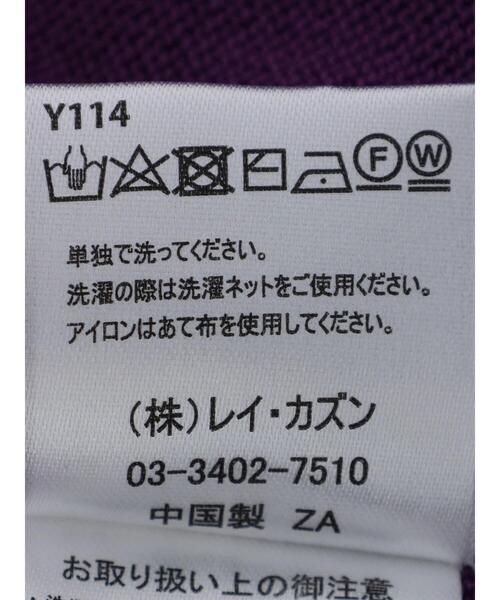 Y114
F W
単独で洗ってください。
洗濯の際は洗濯ネットをご使用ください。
アイロンはあて布を使用してください。
(株)レイ・カズン
03-3402-7510
中国製 ZA
お取り扱い上の御注意